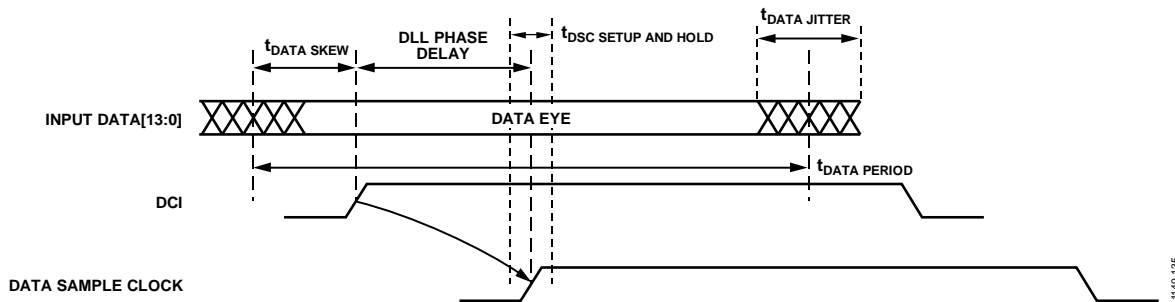 tDATA JITTER
DLL PHASE
DELAY
tDSC SETUP AND HOLD
tDATA SKEW
INPUT DATA[13:0]
DATA EYE
tDATA PERIOD
DCI
DATA SAMPLE CLOCK